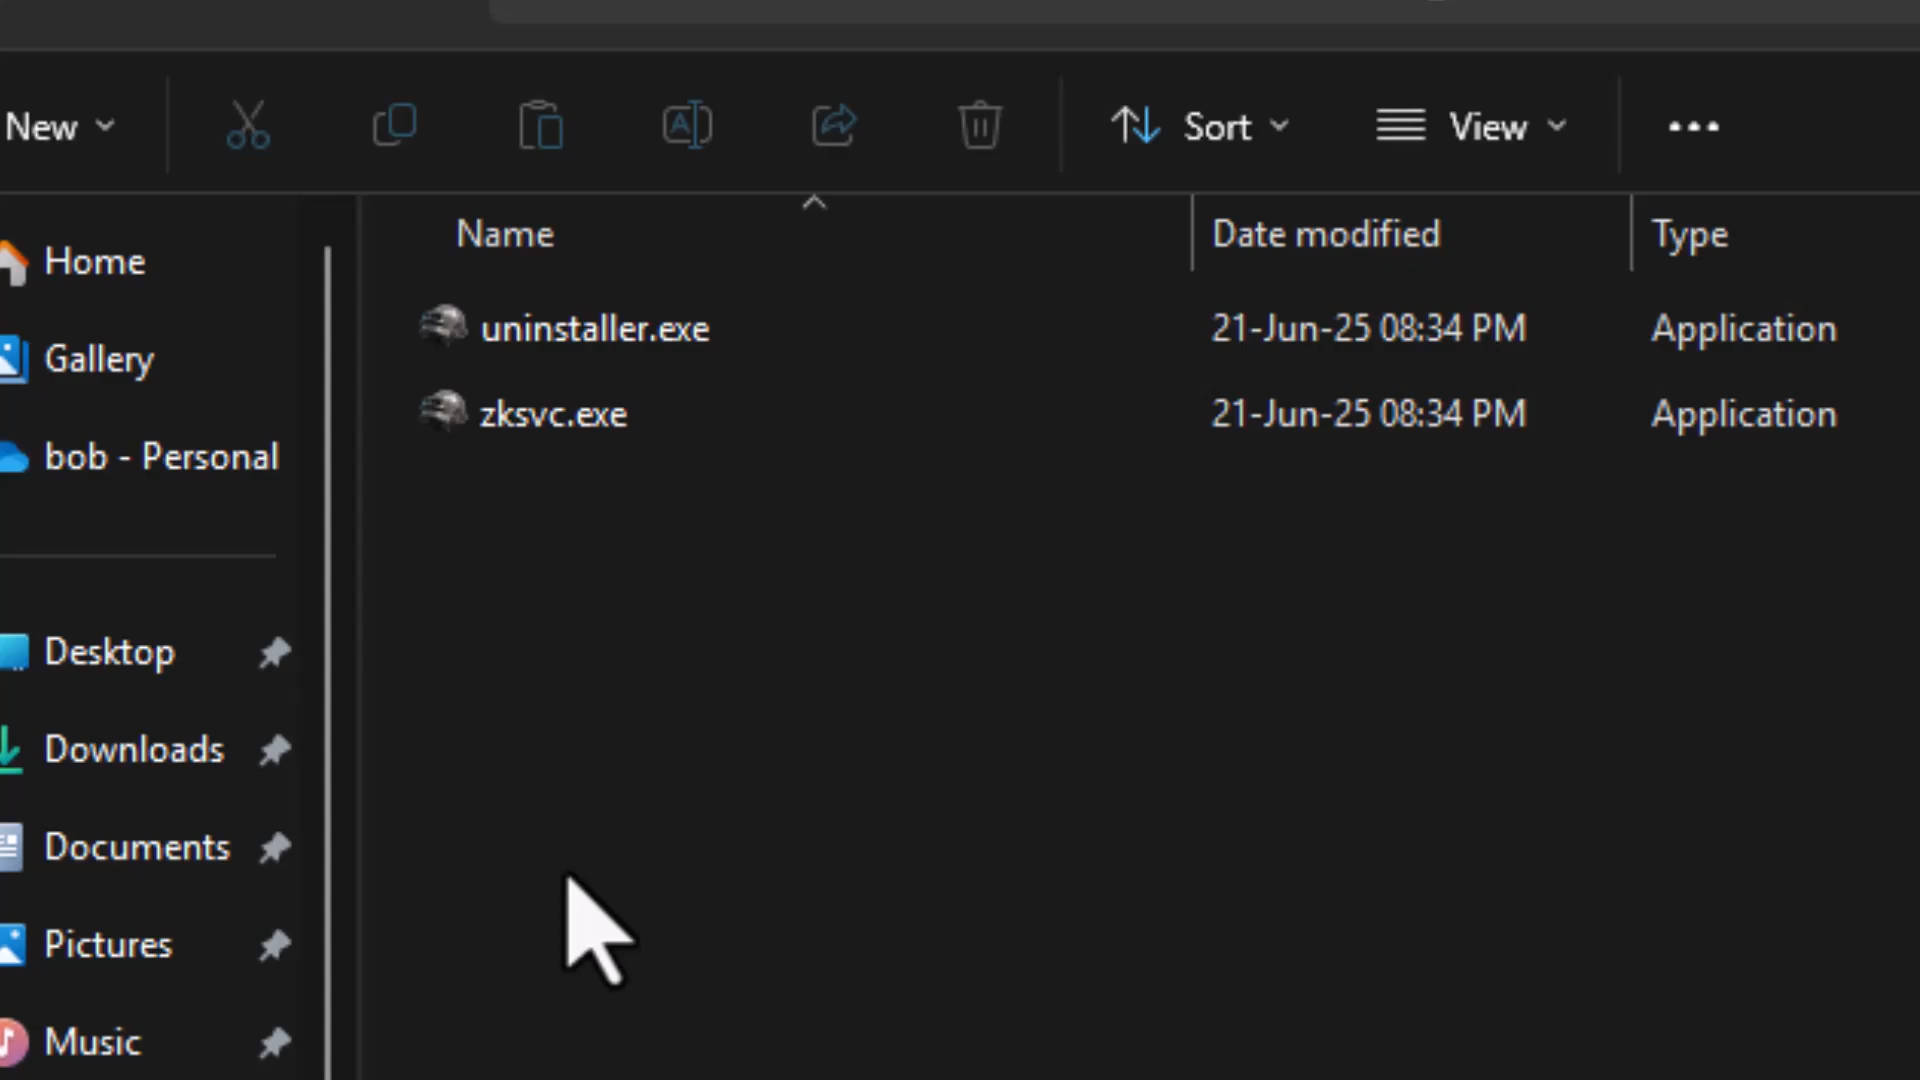 New
Sort
View
Name
Date modified
Type
Home
uninstaller.exe
21-Jun-25 08:34 PM
Application
Gallery
zksvc.exe
21-Jun-25 08:34 PM
Application
bob - Personal
Desktop
Downloads
Documents
Pictures
Music